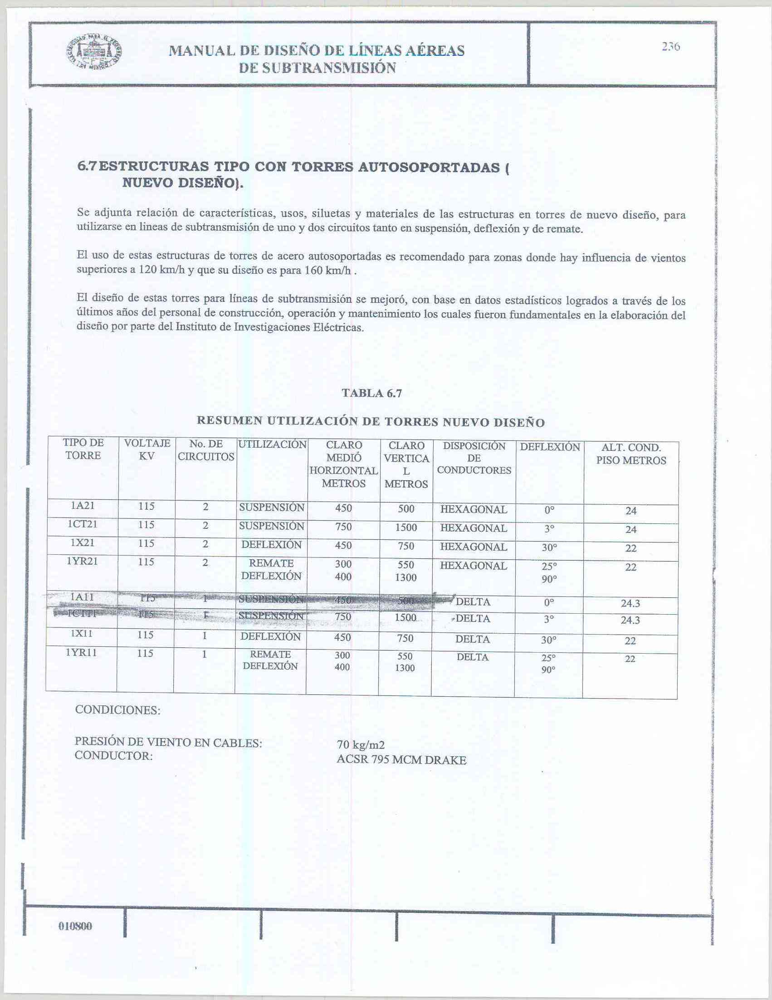 MANUAL DE DISEÑO DE LÍNEAS AÉREAS
DE SUBTRANSMISIÓN
236
CFE
6.7 ESTRUCTURAS TIPO CON TORRES AUTOSOPORTADAS (
NUEVO DISEÑO).
Se adjunta relación de características, usos, siluetas y materiales de las estructuras en torres de nuevo diseño, para
utilizarse en lineas de subtransmisión de uno y dos circuitos tanto en suspensión, deflexión y de remate.
El uso de estas estructuras de torres de acero autosoportadas es recomendado para zonas donde hay influencia de vientos
superiores a 120 km/h y que su diseño es para 160 km/h .
El diseño de estas torres para líneas de subtransmisión se mejoró, con base en datos estadísticos logrados a través de los
últimos años del personal de construcción, operación y mantenimiento los cuales fueron fundamentales en la elaboración del
diseño por parte del Instituto de Investigaciones Eléctricas.
TABLA 6.7
RESUMEN UTILIZACIÓN DE TORRES NUEVO DISEÑO
TIPO DE VOLTAJE No. DE UTILIZACIÓN CLARO CLARO DISPOSICIÓN DEFLEXIÓN ALT. COND.
TORRE KV CIRCUITOS MEDIÓ VERTICA DE PISO METROS
HORIZONTAL L CONDUCTORES
METROS METROS
1A21 115 2 SUSPENSIÓN 450 500 HEXAGONAL 0° 24
1CT21 115 2 SUSPENSIÓN 750 1500 HEXAGONAL 3° 24
1X21 115 2 DEFLEXIÓN 450 750 HEXAGONAL 30° 22
1YR21 115 2 REMATE 300 550 HEXAGONAL 25° 22
DEFLEXIÓN 400 1300 90°
1A11 115 1 SUSPENSIÓN 450 500 DELTA 0° 24.3
1CT11 115 1 SUSPENSIÓN 750 1500 DELTA 3° 24.3
1X11 115 1 DEFLEXIÓN 450 750 DELTA 30° 22
1YR11 115 1 REMATE 300 550 DELTA 25° 22
DEFLEXIÓN 400 1300 90°
CONDICIONES:
PRESIÓN DE VIENTO EN CABLES: 70 kg/m2
CONDUCTOR: ACSR 795 MCM DRAKE
010800